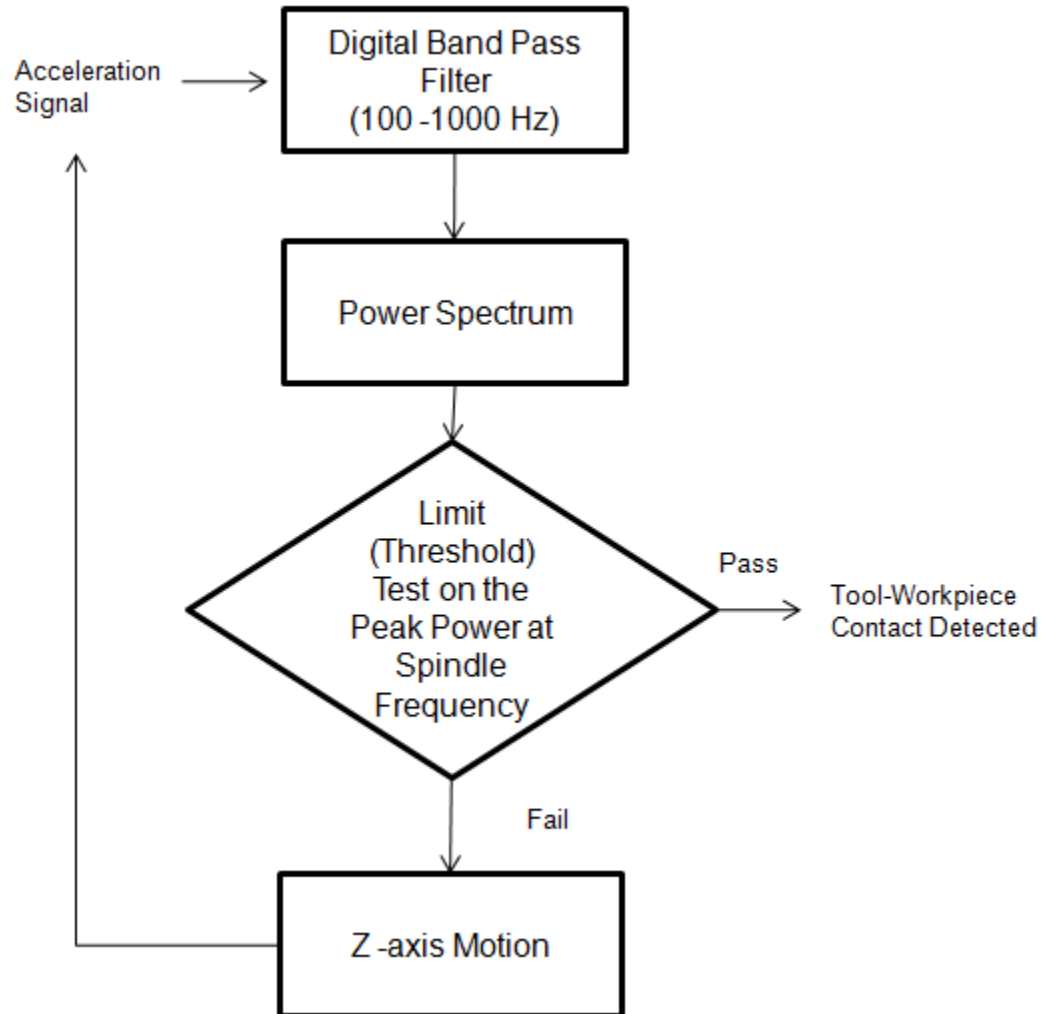 Digital Band Pass
Filter
(100 -1000 Hz)
Acceleration
Signal
Power Spectrum
Limit
(Threshold)
Test on the
Peak Power at
Spindle
Frequency
Pass
Tool-Workpiece
Contact Detected
Fail
Z -axis Motion